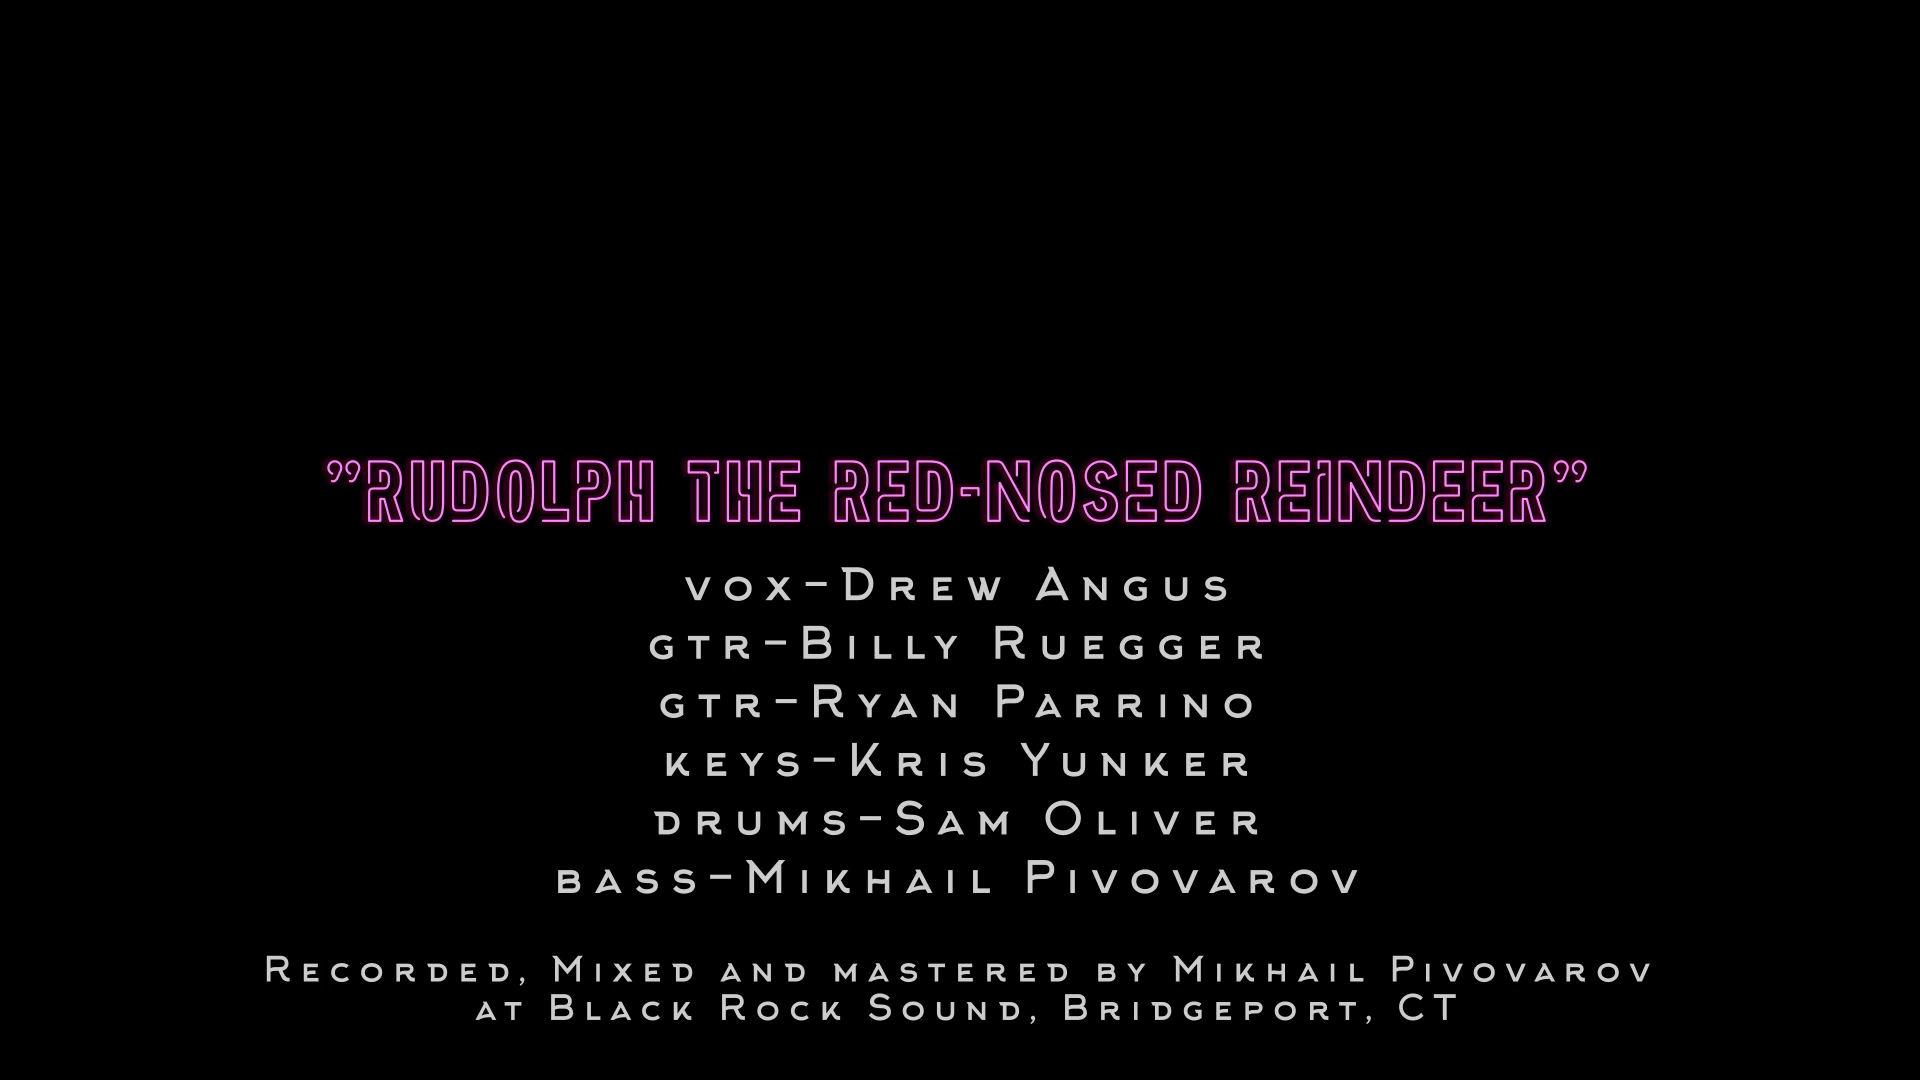 ”RUDOLPH THE RED-NOSED REINDEER”
vox-Drew Angus
gtr-Billy Ruegger
gtr-Ryan Parrino
keys-Kris Yunker
drums-Sam Oliver
bass-Mikhail Pivovarov
Recorded, Mixed and mastered by Mikhail Pivovarov
at Black Rock Sound, Bridgeport, CT